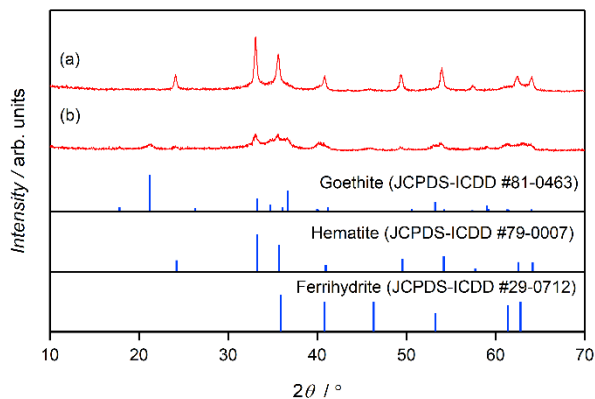 (a)
(b)
Intensity / arb. units
Goethite (JCPDS-ICDD #81-0463)
Hematite (JCPDS-ICDD #79-0007)
Ferrihydrite (JCPDS-ICDD #29-0712)
10 20 30 40 50 60 70
2θ / °